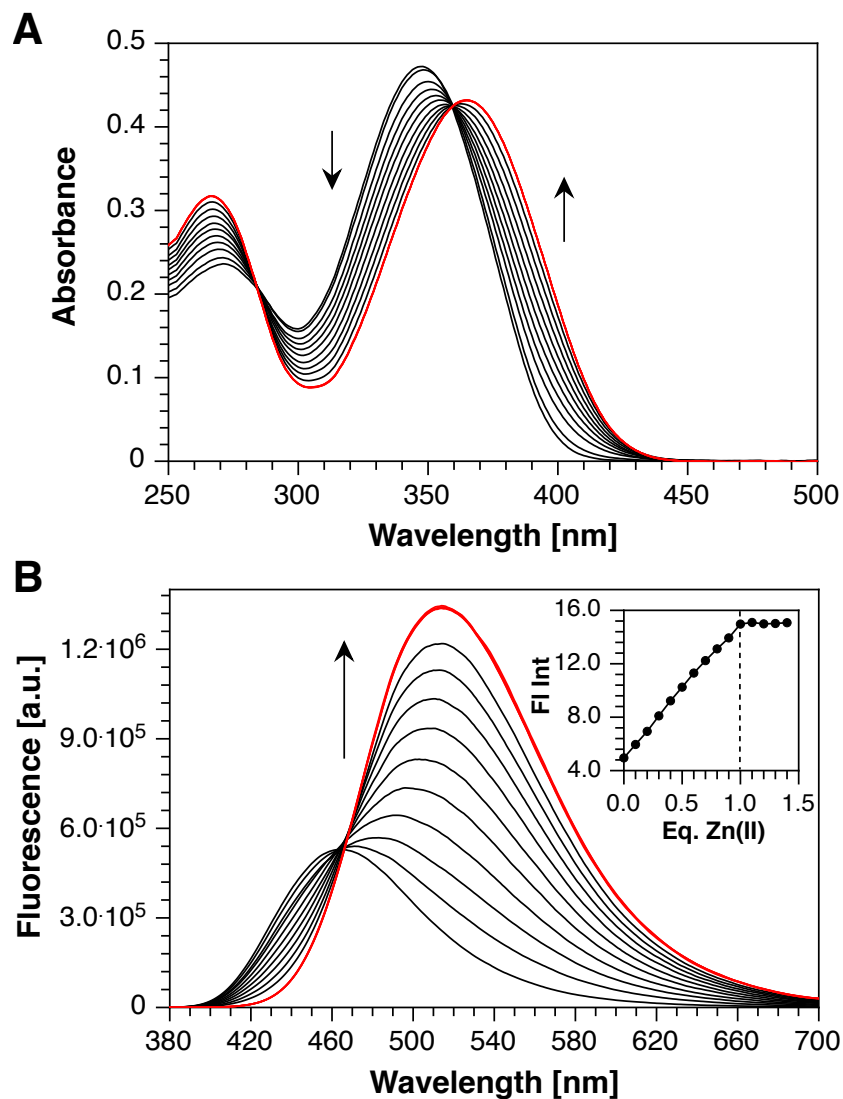 A
0.5
0.4
0.3
0.2
0.1
0
Absorbance
250 300 350 400 450 500
Wavelength [nm]
B
1.2·10⁶
9.0·10⁵
6.0·10⁵
3.0·10⁵
0
Fluorescence [a.u.]
16.0
12.0
8.0
4.0
Fl Int
0.0 0.5 1.0 1.5
Eq. Zn(II)
380 420 460 500 540 580 620 660 700
Wavelength [nm]